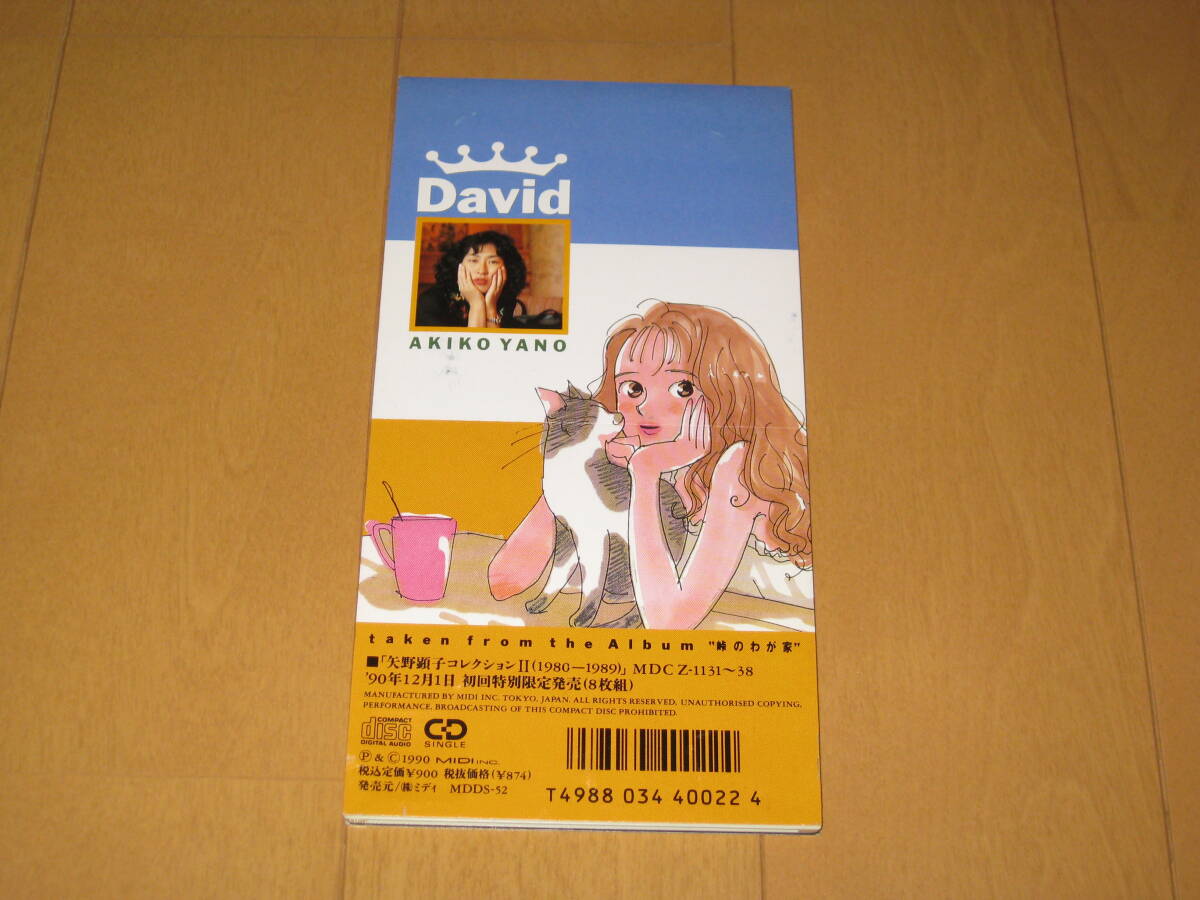 David
AKIKO YANO
taken from the Album "峠のわが家"
■「矢野顕子コレクションII(1980—1989)」MDCZ-1131〜38
'90年12月1日 初回特別限定発売(8枚組)
MANUFACTURED BY MIDI INC. TOKYO, JAPAN. ALL RIGHTS RESERVED, UNAUTHORISED COPYING,
PERFORMANCE, BROADCASTING OF THIS COMPACT DISC PROHIBITED.
COMPACT
disc
DIGITAL AUDIO
CD
SINGLE
Ⓟ & Ⓒ 1990 MIDI INC.
税込定価¥900 税抜価格(¥874)
発売元/㈱ミディ MDDS-52
T4988 034 40022 4